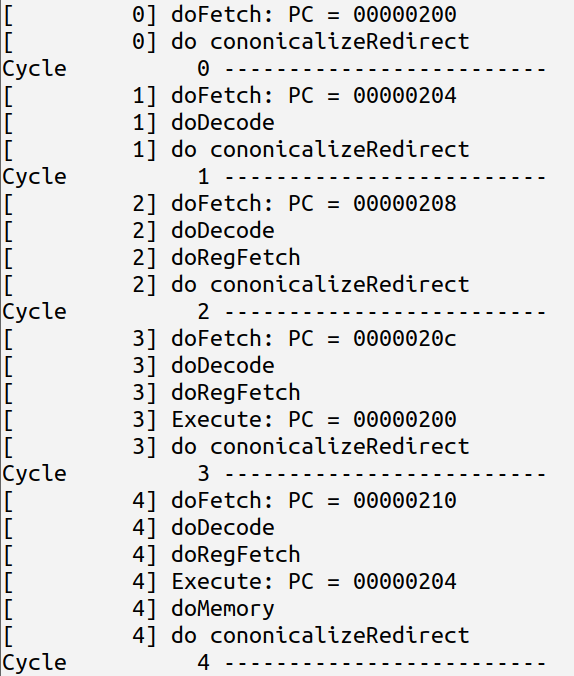 [         0] doFetch: PC = 00000200
[         0] do cononicalizeRedirect
Cycle          0 -------------------------
[         1] doFetch: PC = 00000204
[         1] doDecode
[         1] do cononicalizeRedirect
Cycle          1 -------------------------
[         2] doFetch: PC = 00000208
[         2] doDecode
[         2] doRegFetch
[         2] do cononicalizeRedirect
Cycle          2 -------------------------
[         3] doFetch: PC = 0000020c
[         3] doDecode
[         3] doRegFetch
[         3] Execute: PC = 00000200
[         3] do cononicalizeRedirect
Cycle          3 -------------------------
[         4] doFetch: PC = 00000210
[         4] doDecode
[         4] doRegFetch
[         4] Execute: PC = 00000204
[         4] doMemory
[         4] do cononicalizeRedirect
Cycle          4 -------------------------